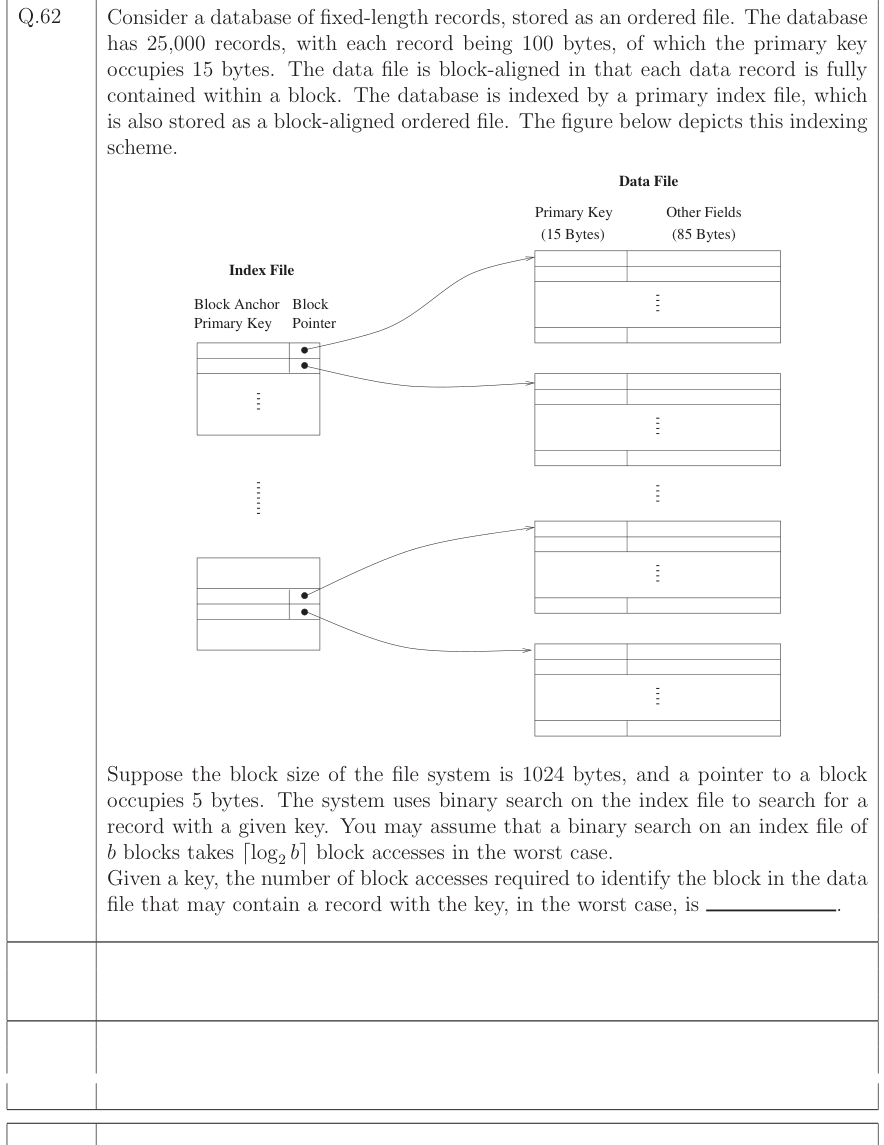 Q.62
Consider a database of fixed-length records, stored as an ordered file. The database
has 25,000 records, with each record being 100 bytes, of which the primary key
occupies 15 bytes. The data file is block-aligned in that each data record is fully
contained within a block. The database is indexed by a primary index file, which
is also stored as a block-aligned ordered file. The figure below depicts this indexing
scheme.
Data File
Primary Key Other Fields
(15 Bytes) (85 Bytes)
Index File
Block Anchor Block
Primary Key Pointer
Suppose the block size of the file system is 1024 bytes, and a pointer to a block
occupies 5 bytes. The system uses binary search on the index file to search for a
record with a given key. You may assume that a binary search on an index file of
b blocks takes ⌈log₂ b⌉ block accesses in the worst case.
Given a key, the number of block accesses required to identify the block in the data
file that may contain a record with the key, in the worst case, is ____________.